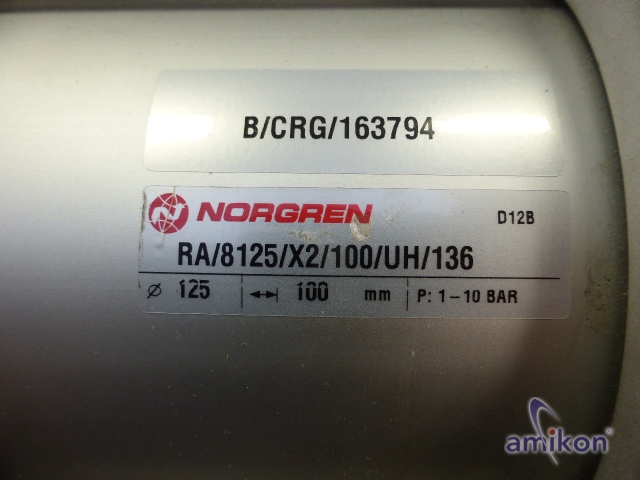 B/CRG/163794
NORGREN D12B
RA/8125/X2/100/UH/136
⌀ 125 |↔| 100 mm P: 1-10 BAR
amikon®